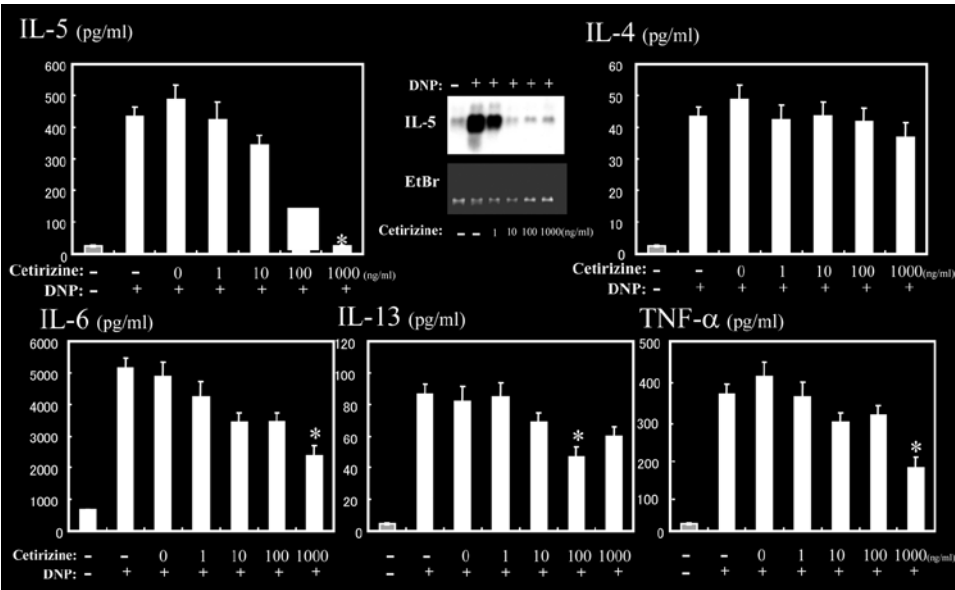 IL-5 (pg/ml)
600
500
400
300
200
100
0
*
Cetirizine: – – 0 1 10 100 1000 (ng/ml)
DNP: – + + + + + +
DNP: – + + + + +
IL-5
EtBr
Cetirizine: – – 1 10 100 1000(ng/ml)
IL-4 (pg/ml)
60
50
40
30
20
10
0
Cetirizine: – – 0 1 10 100 1000(ng/ml)
DNP: – + + + + + +
IL-6 (pg/ml)
6000
5000
4000
3000
2000
1000
0
*
Cetirizine: – – 0 1 10 100 1000
DNP: – + + + + + +
IL-13 (pg/ml)
120
100
80
60
40
20
0
*
– – 0 1 10 100 1000
– + + + + + +
TNF-α (pg/ml)
500
400
300
200
100
0
*
– – 0 1 10 100 1000(ng/ml)
– + + + + + +